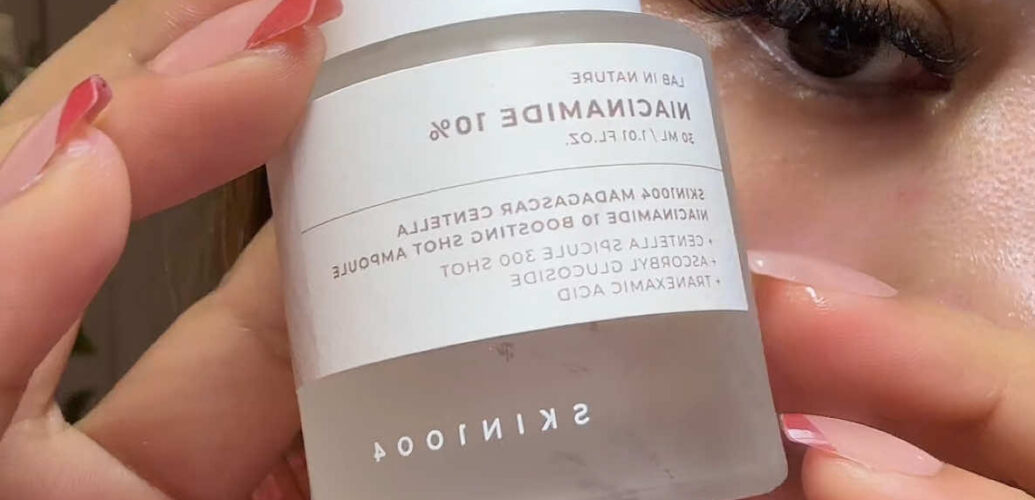 LAB IN NATURE
NIACINAMIDE 10%
30 ML / 1.01 FL.OZ.
SKIN1004 MADAGASCAR CENTELLA
NIACINAMIDE 10 BOOSTING SHOT AMPOULE
+ CENTELLA SPICULE 300 SHOT
+ ASCORBYL GLUCOSIDE
+ TRANEXAMIC ACID
SKIN1004